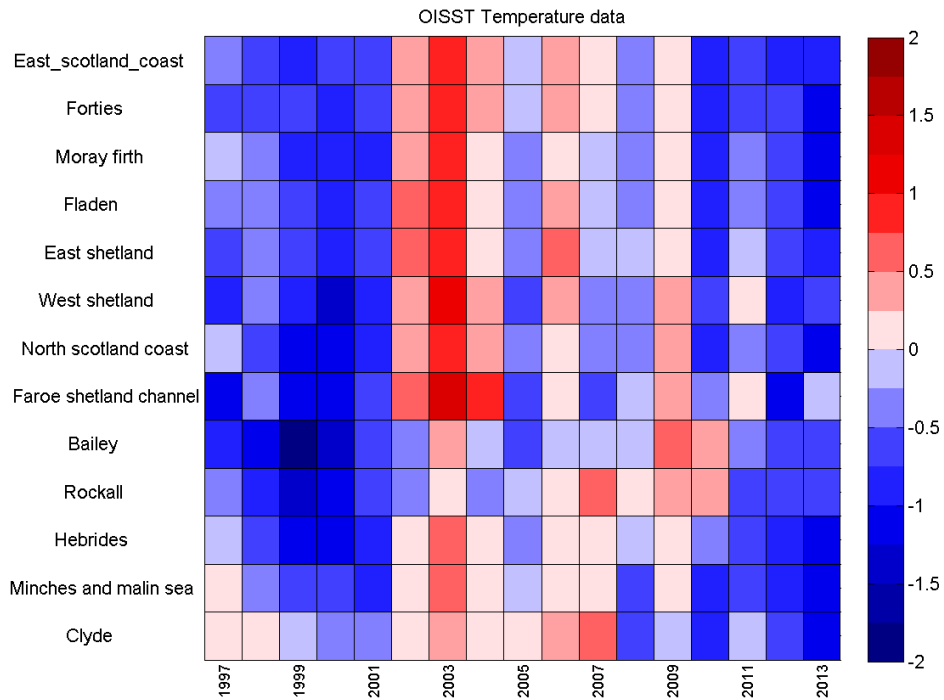 OISST Temperature data
East_scotland_coast
Forties
Moray firth
Fladen
East shetland
West shetland
North scotland coast
Faroe shetland channel
Bailey
Rockall
Hebrides
Minches and malin sea
Clyde
1997
1999
2001
2003
2005
2007
2009
2011
2013
2
1.5
1
0.5
0
-0.5
-1
-1.5
-2